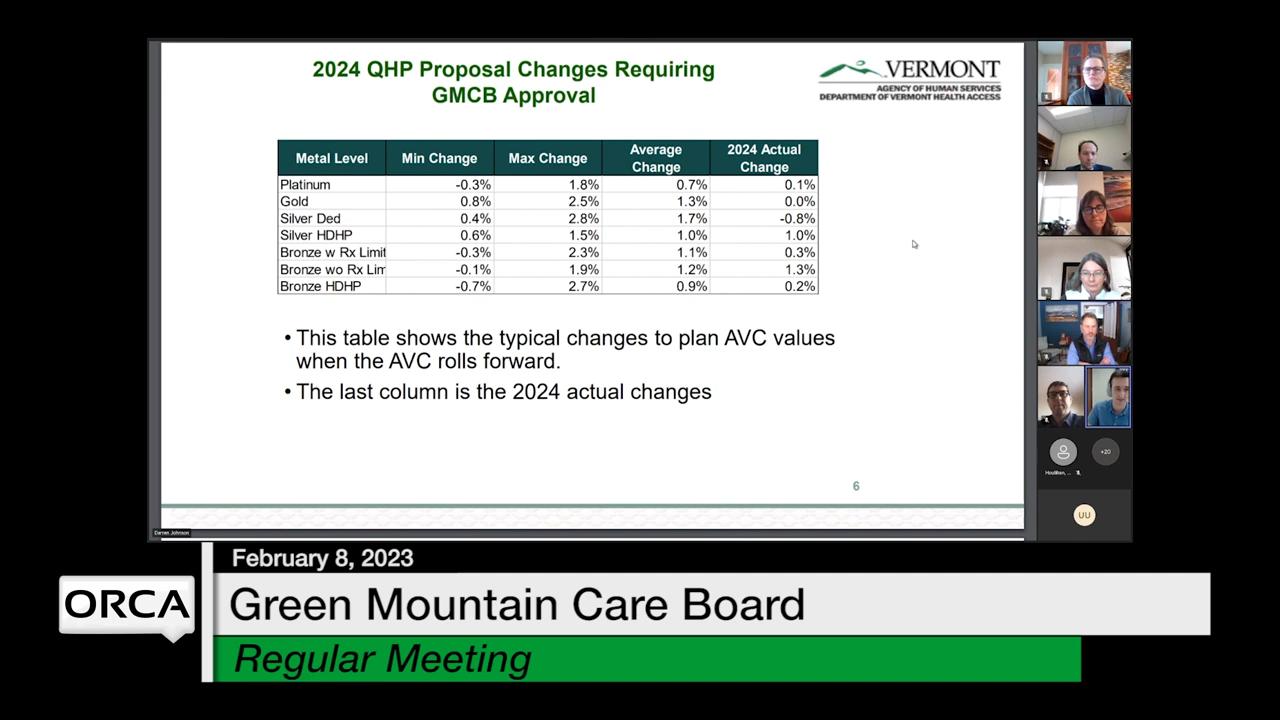 2024 QHP Proposal Changes Requiring
GMCB Approval
VERMONT
AGENCY OF HUMAN SERVICES
DEPARTMENT OF VERMONT HEALTH ACCESS
Metal Level Min Change Max Change Average Change 2024 Actual Change
Platinum -0.3% 1.8% 0.7% 0.1%
Gold 0.8% 2.5% 1.3% 0.0%
Silver Ded 0.4% 2.8% 1.7% -0.8%
Silver HDHP 0.6% 1.5% 1.0% 1.0%
Bronze w Rx Limit -0.3% 2.3% 1.1% 0.3%
Bronze wo Rx Lim -0.1% 1.9% 1.2% 1.3%
Bronze HDHP -0.7% 2.7% 0.9% 0.2%
• This table shows the typical changes to plan AVC values
when the AVC rolls forward.
• The last column is the 2024 actual changes
6
+20
UU
Darren Johnson
February 8, 2023
ORCA
Green Mountain Care Board
Regular Meeting